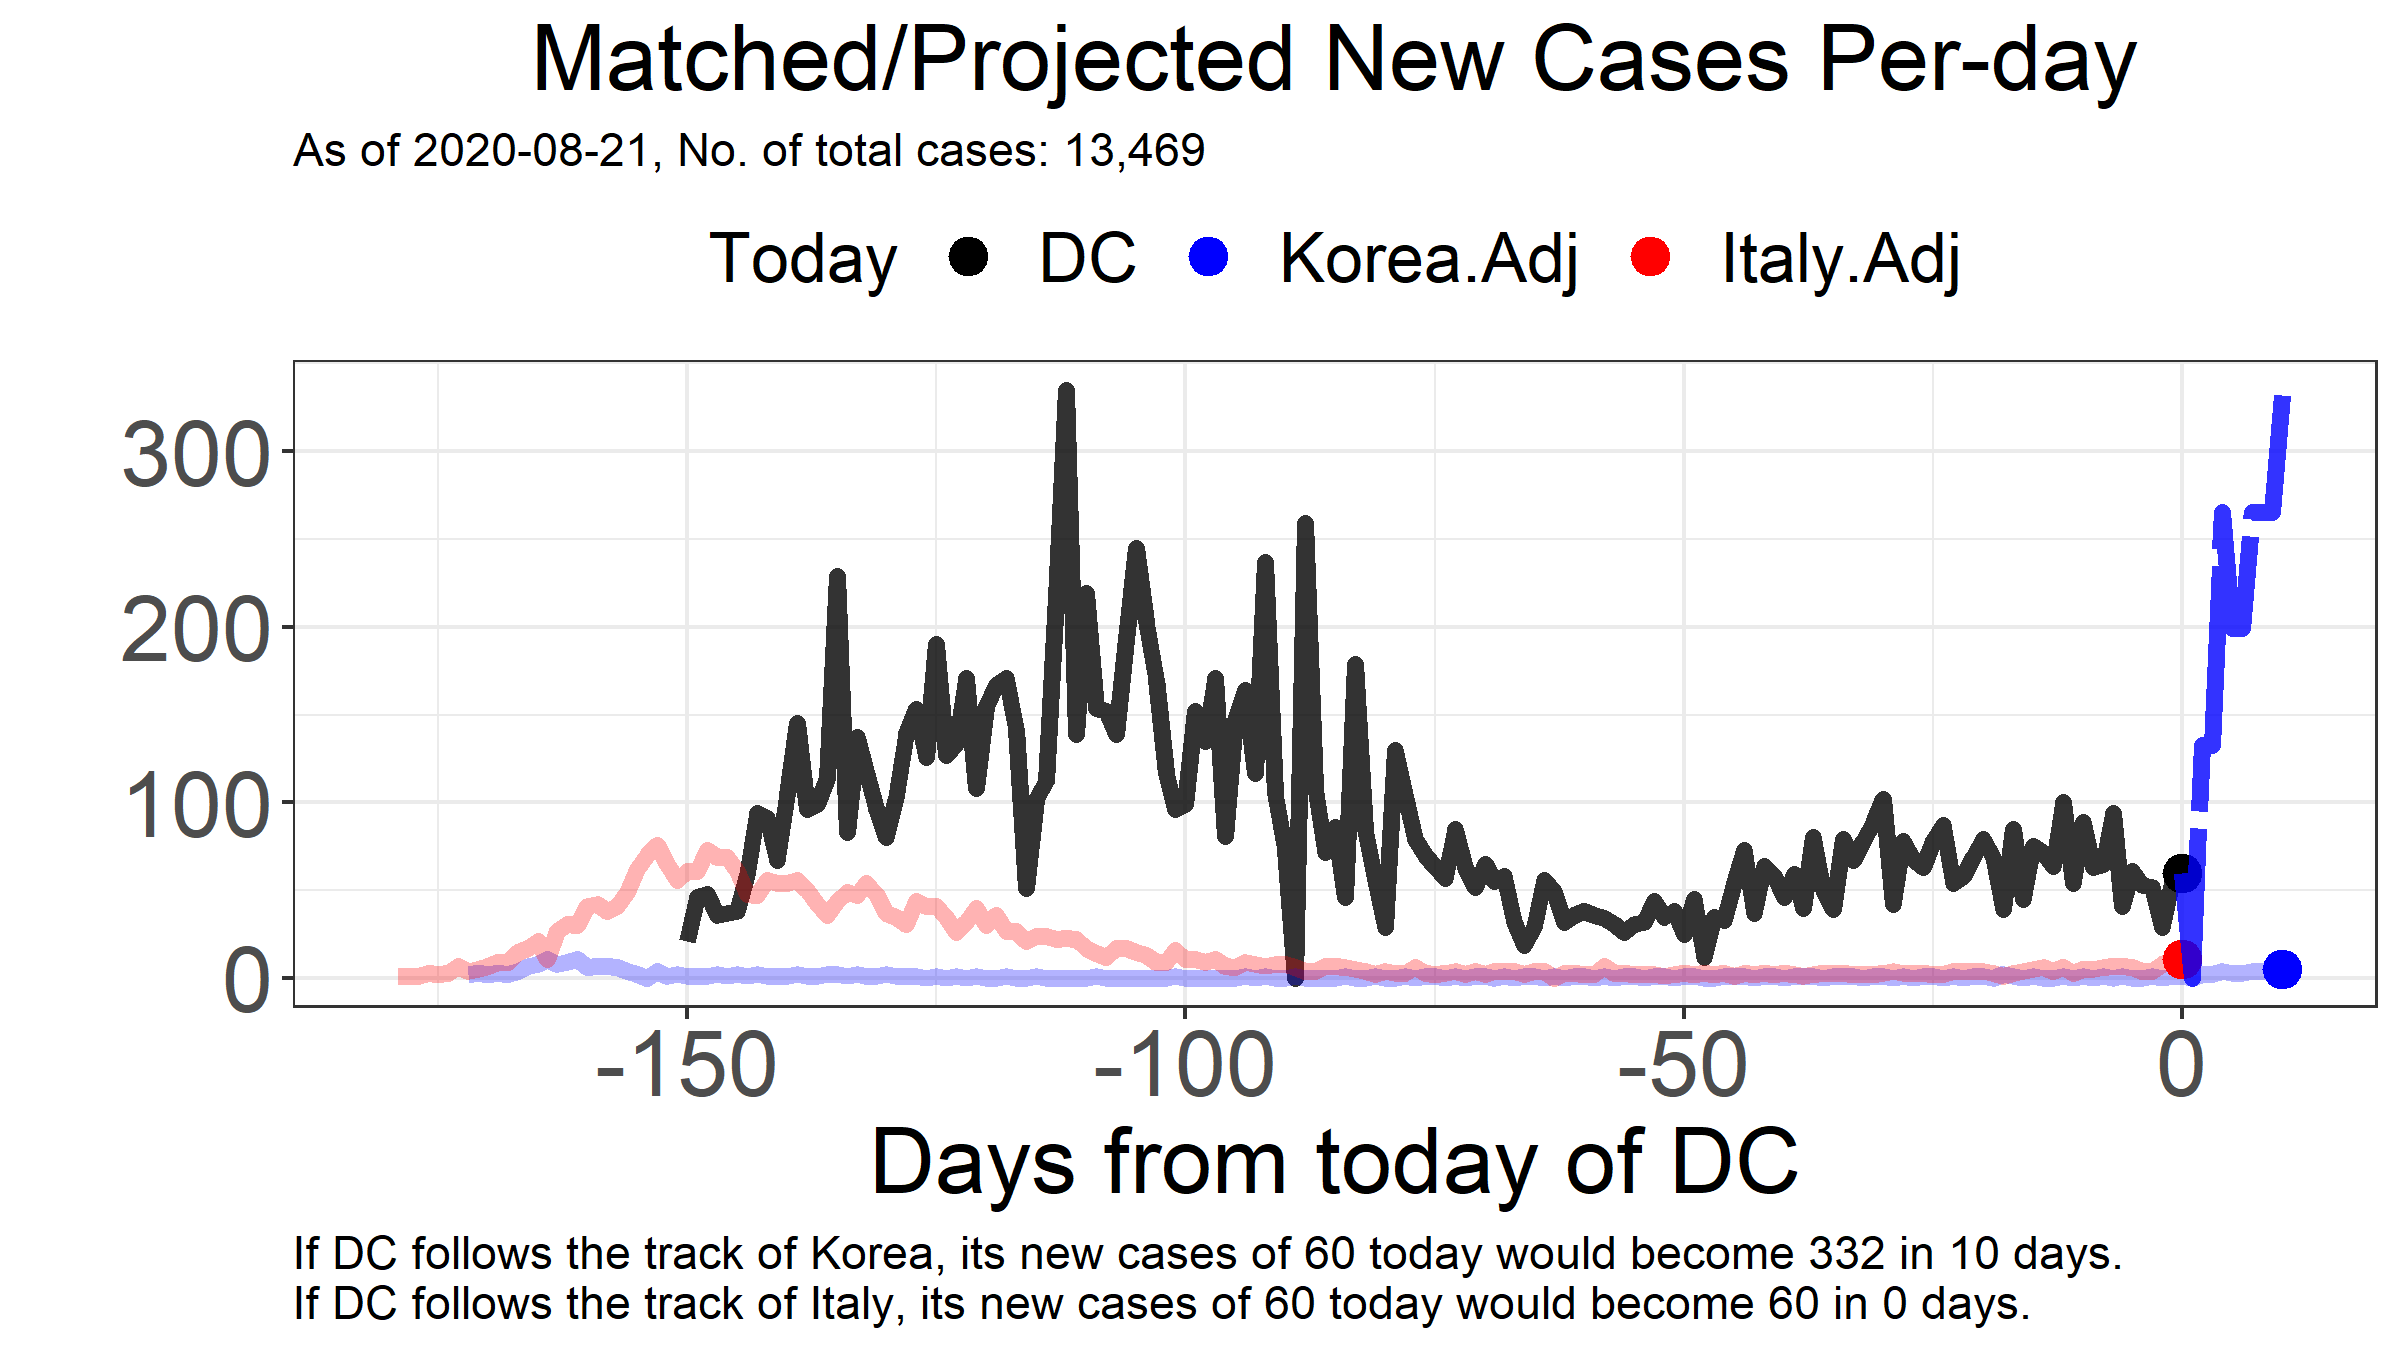 Matched/Projected New Cases Per-day
As of 2020-08-21, No. of total cases: 13,469
Today DC Korea.Adj Italy.Adj
300
200
100
0
-150 -100 -50 0
Days from today of DC
If DC follows the track of Korea, its new cases of 60 today would become 332 in 10 days.
If DC follows the track of Italy, its new cases of 60 today would become 60 in 0 days.